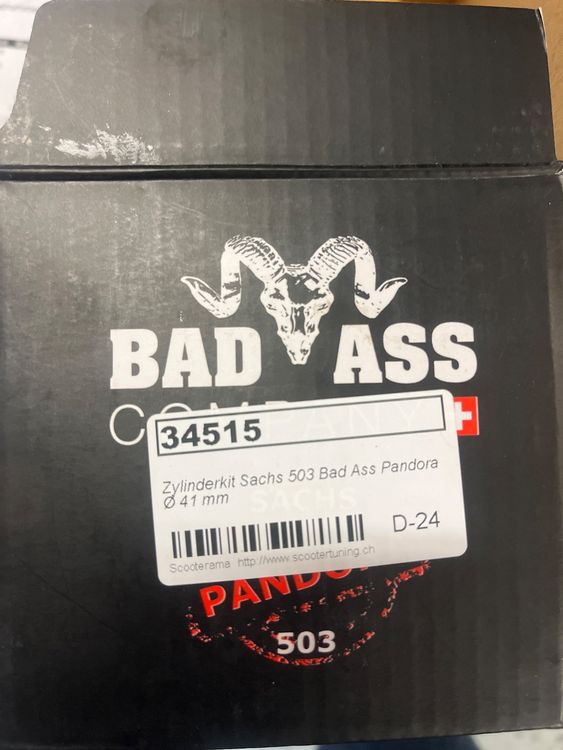 BAD ASS
COMPANY
34515
Zylinderkit Sachs 503 Bad Ass Pandora
Ø 41 mm
SACHS
D-24
Scooterama http://www.scootertuning.ch
PANDORA
503